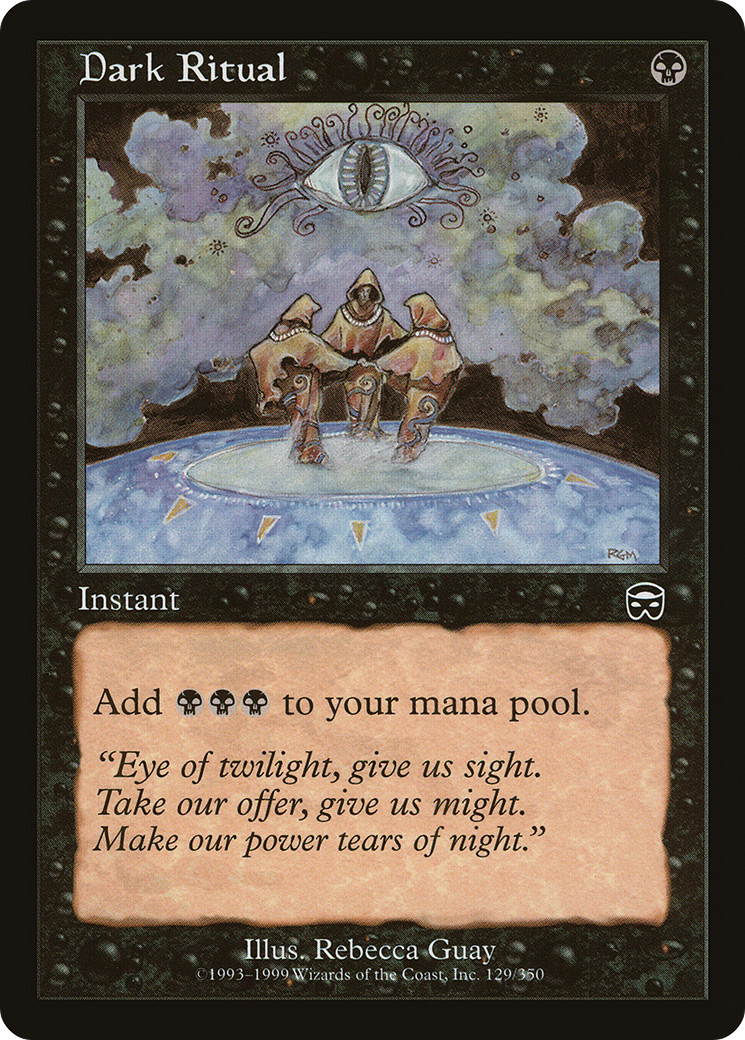 Dark Ritual
RGM
Instant
Add to your mana pool.
“Eye of twilight, give us sight.
Take our offer, give us might.
Make our power tears of night.”
Illus. Rebecca Guay
©1993–1999 Wizards of the Coast, Inc. 129/350